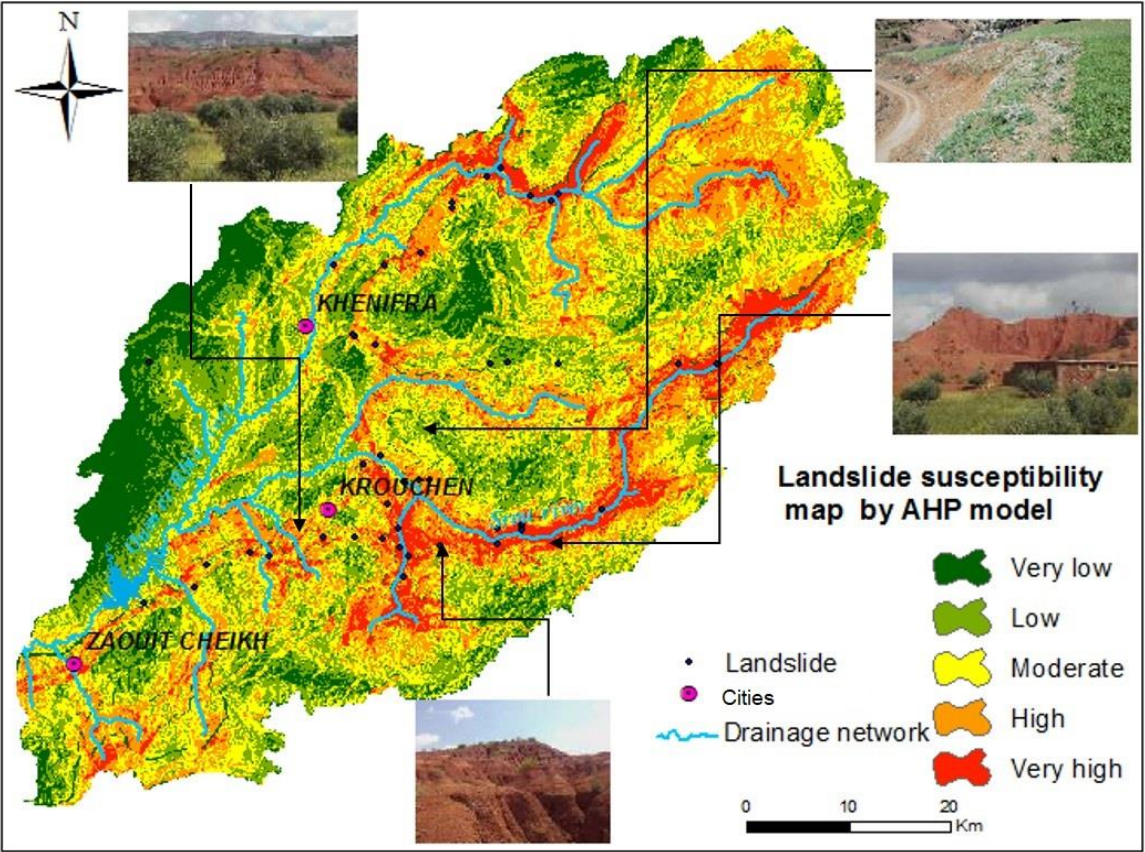 N
KHENIFRA
KROUCHEN
ZAOUIT CHEIKH
Landslide susceptibility
map by AHP model
Very low
Low
Moderate
High
Very high
Landslide
Cities
Drainage network
0 10 20
Km